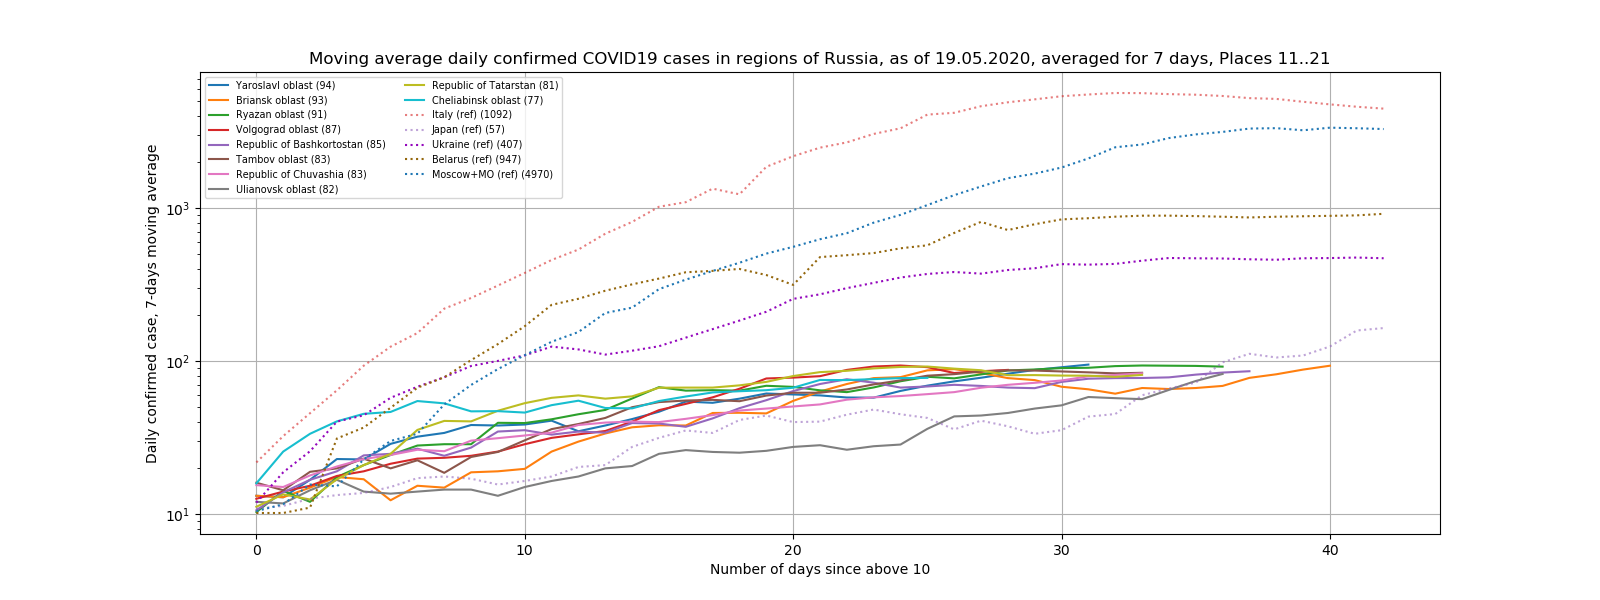 Moving average daily confirmed COVID19 cases in regions of Russia, as of 19.05.2020, averaged for 7 days, Places 11..21
Yaroslavl oblast (94)
Briansk oblast (93)
Ryazan oblast (91)
Volgograd oblast (87)
Republic of Bashkortostan (85)
Tambov oblast (83)
Republic of Chuvashia (83)
Ulianovsk oblast (82)
Republic of Tatarstan (81)
Cheliabinsk oblast (77)
Italy (ref) (1092)
Japan (ref) (57)
Ukraine (ref) (407)
Belarus (ref) (947)
Moscow+MO (ref) (4970)
Daily confirmed case, 7-days moving average
10³
10²
10¹
0 10 20 30 40
Number of days since above 10